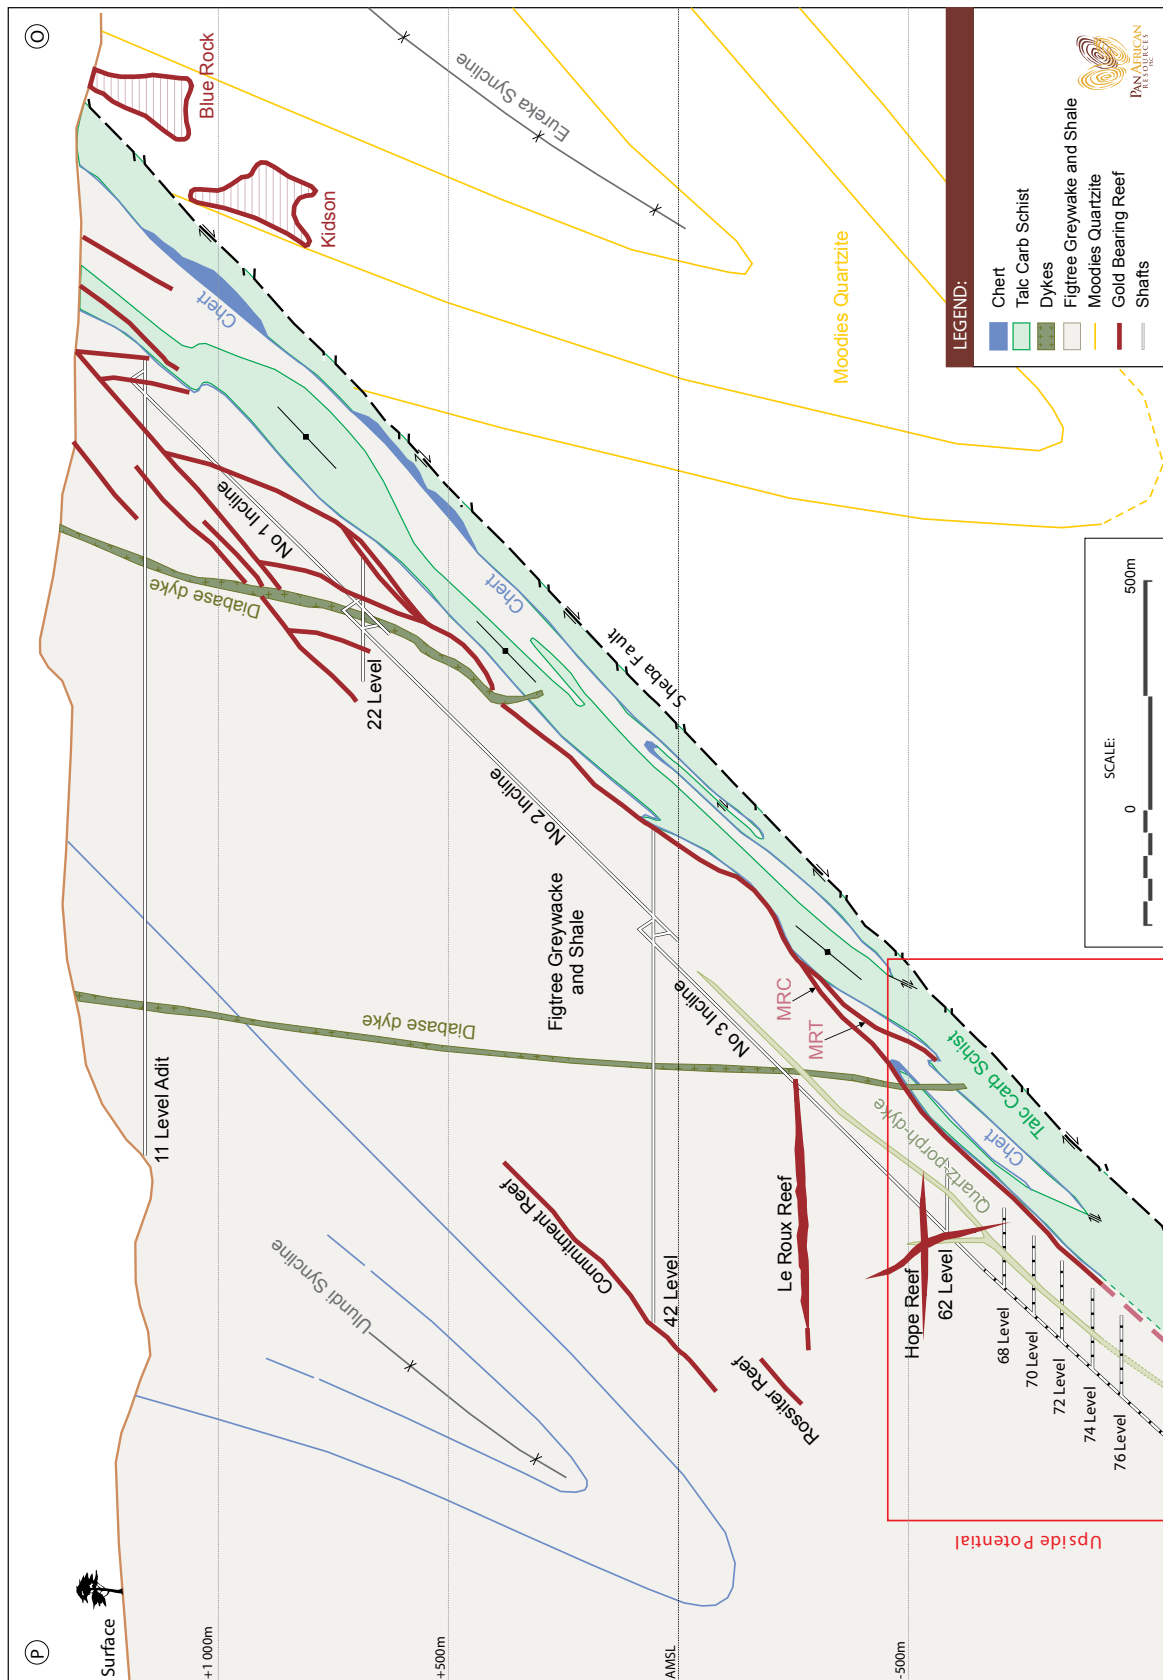 P
O
Surface
+1 000m
+500m
AMSL
-500m
Blue Rock
Kidson
Eureka Syncline
Chert
No 1 Incline
Diabase dyke
22 Level
11 Level Adit
Chert
Sheba Fault
No 2 Incline
Moodies Quartzite
Figtree Greywacke
and Shale
Diabase dyke
Ulundi Syncline
Commitment Reef
42 Level
No 3 Incline
MRC
MRT
Le Roux Reef
Rossiter Reef
Quartz-porph-dyke
Talc Carb Schist
Chert
Hope Reef
62 Level
68 Level
70 Level
72 Level
74 Level
76 Level
Upside Potential
SCALE:
0
500m
LEGEND:
Chert
Talc Carb Schist
Dykes
Figtree Greywake and Shale
Moodies Quartzite
Gold Bearing Reef
Shafts
PAN AFRICAN
RESOURCES
PLC